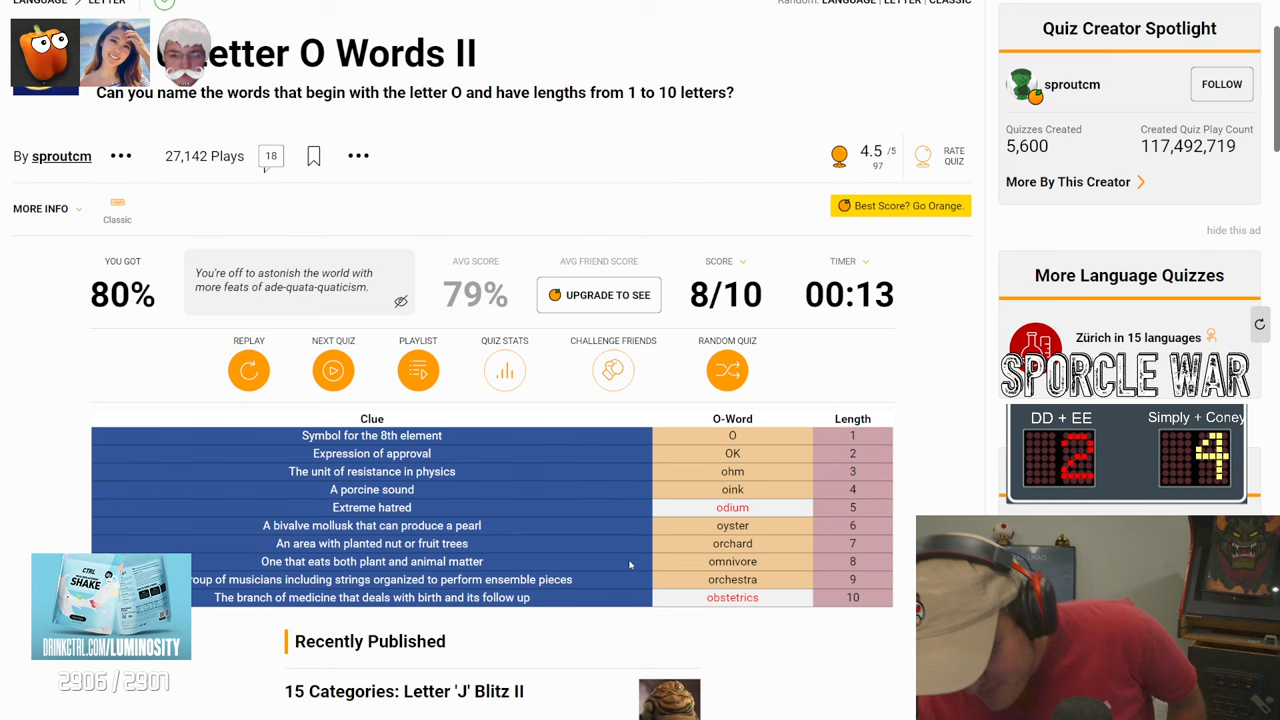 LANGUAGE > LETTER
Random: LANGUAGE | LETTER | CLASSIC
etter O Words II
Can you name the words that begin with the letter O and have lengths from 1 to 10 letters?
By sproutcm ••• 27,142 Plays 18 •••
4.5 /5
97
RATE
QUIZ
MORE INFO
Classic
Best Score? Go Orange.
YOU GOT
80%
You're off to astonish the world with
more feats of ade-quata-quaticism.
AVG SCORE
79%
AVG FRIEND SCORE
UPGRADE TO SEE
SCORE
8/10
TIMER
00:13
REPLAY
NEXT QUIZ
PLAYLIST
QUIZ STATS
CHALLENGE FRIENDS
RANDOM QUIZ
Clue O-Word Length
Symbol for the 8th element O 1
Expression of approval OK 2
The unit of resistance in physics ohm 3
A porcine sound oink 4
Extreme hatred odium 5
A bivalve mollusk that can produce a pearl oyster 6
An area with planted nut or fruit trees orchard 7
One that eats both plant and animal matter omnivore 8
roup of musicians including strings organized to perform ensemble pieces orchestra 9
The branch of medicine that deals with birth and its follow up obstetrics 10
Recently Published
15 Categories: Letter 'J' Blitz II
CTRL
SHAKE
DRINKCTRL.COM/LUMINOSITY
2906 / 2907
Quiz Creator Spotlight
sproutcm
FOLLOW
Quizzes Created
5,600
Created Quiz Play Count
117,492,719
More By This Creator
hide this ad
More Language Quizzes
Zürich in 15 languages
SPORCLE WAR
DD + EE Simply + Coney
2 4
LMAO